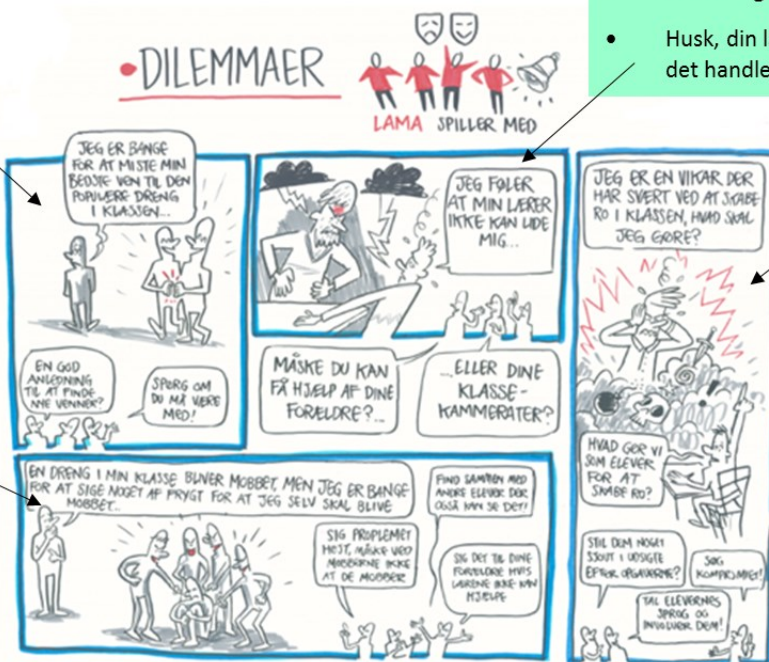 • Husk, din l
det handle
•DILEMMAER
LAMA SPILLER MED
JEG ER BANGE
FOR AT MISTE MIN
BEDSTE VEN TIL DEN
POPULÆRE DRENG
I KLASSEN...
EN GOD
ANLEDNING
TIL AT FINDE
NYE VENNER?
SPØRG OM
DU MÅ VÆRE
MED!
JEG FØLER
AT MIN LÆRER
IKKE KAN LIDE
MIG...
MÅSKE DU KAN
FÅ HJÆLP AF DINE
FORÆLDRE?...
...ELLER DINE
KLASSE-
KAMMERATER?
JEG ER EN VIKAR DER
HAR SVÆRT VED AT SKABE
RO I KLASSEN, HVAD SKAL
JEG GØRE?
HVAD GØR VI
SOM ELEVER
FOR AT
SKABE RO?
STIL DEM NOGET
SJOVT I UDSIGTE
EFTER OPGAVERNE?
SØG
KOMPROMIET!
TAL ELEVERNES
SPROG OG
INVOLVER DEM!
EN DRENG I MIN KLASSE BLIVER MOBBET, MEN JEG ER BANGE
FOR AT SIGE NOGET AF FRYGT FOR AT JEG SELV SKAL BLIVE
MOBBET...
SIG PROPLEMET
HØJT, MÅSKE VED
MOBBERNE IKKE
AT DE MOBBER
FIND SAMMEN MED
ANDRE ELEVER DER
OGSÅ KAN SE DET!
SIG DET TIL DINE
FORÆLDRE HVIS
LÆRENE IKKE KAN
HJÆLPE